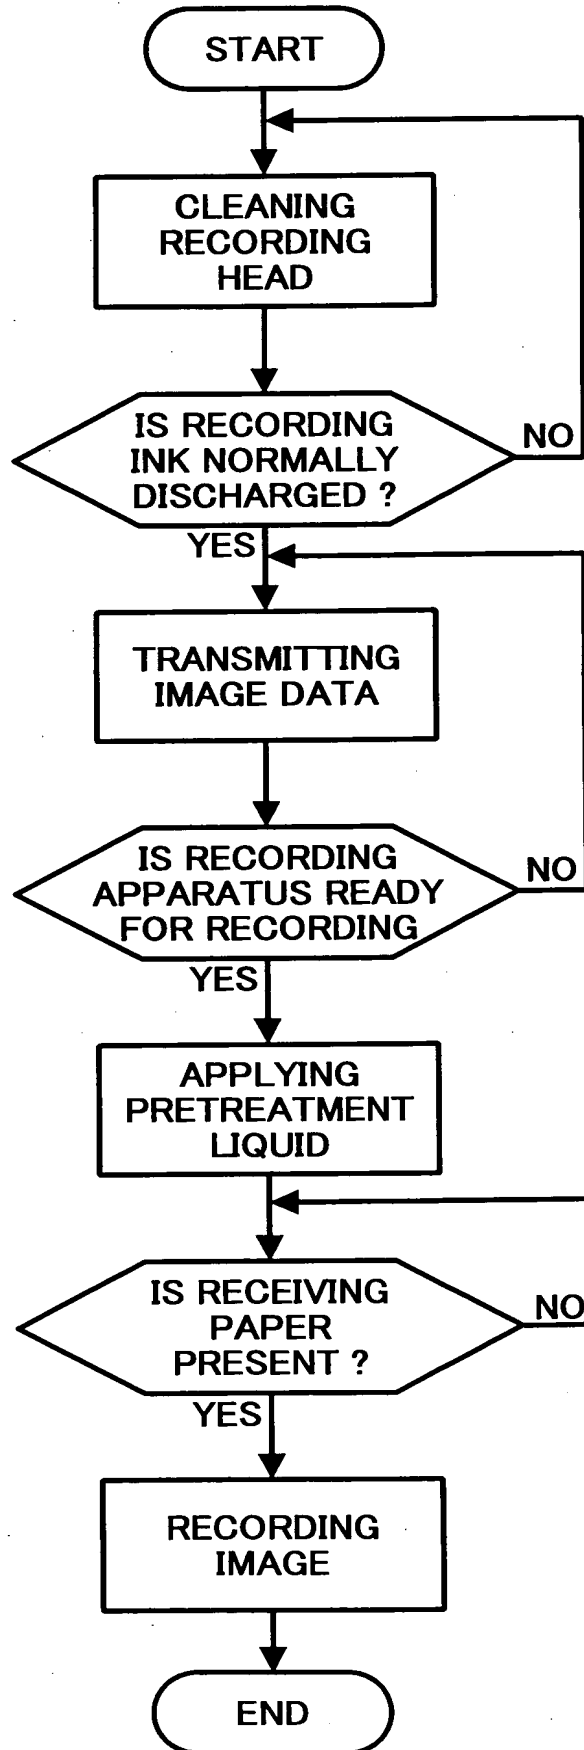 START
CLEANING
RECORDING
HEAD
IS RECORDING
INK NORMALLY
DISCHARGED ?
NO
YES
TRANSMITTING
IMAGE DATA
IS RECORDING
APPARATUS READY
FOR RECORDING
NO
YES
APPLYING
PRETREATMENT
LIQUID
IS RECEIVING
PAPER
PRESENT ?
NO
YES
RECORDING
IMAGE
END